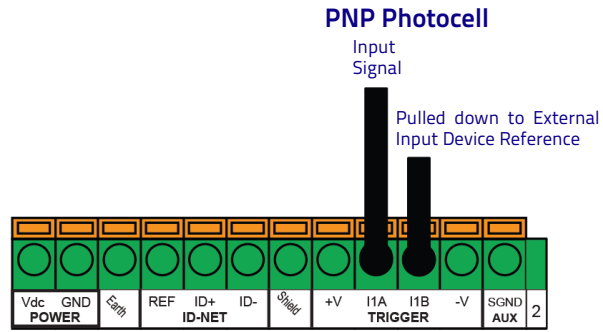 PNP Photocell
Input
Signal
Pulled down to External
Input Device Reference
Vdc GND Earth REF ID+ ID- Shield +V I1A I1B -V SGND 2
POWER ID-NET TRIGGER AUX